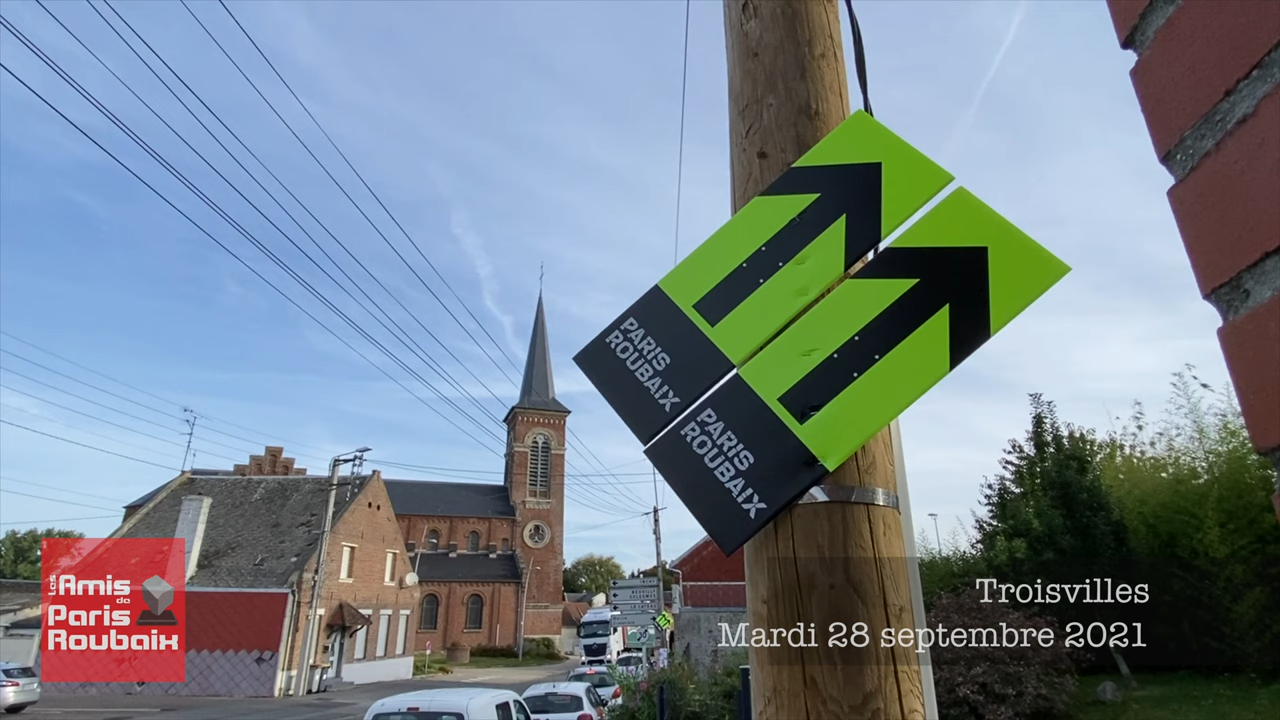 PARIS
ROUBAIX
PARIS
ROUBAIX
Les
Amis
de
Paris
Roubaix
Troisvilles
Mardi 28 septembre 2021